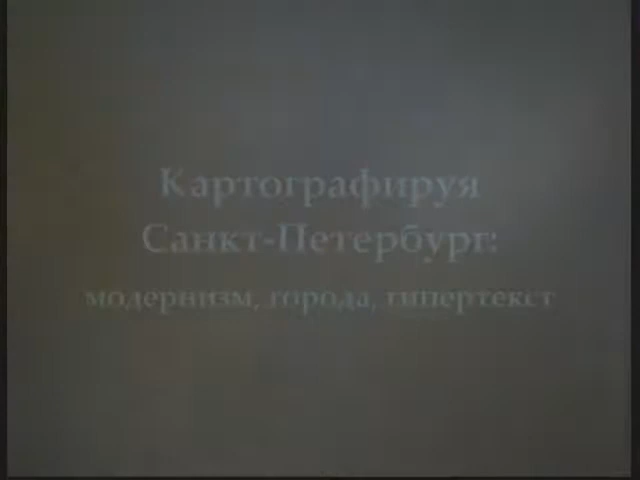 Картографируя
Санкт-Петербург:
модернизм, города, гипертекст